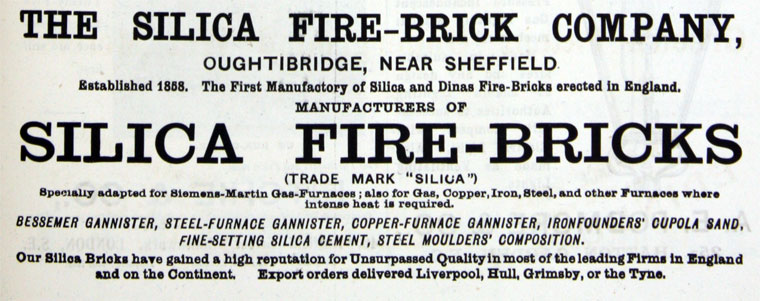 THE SILICA FIRE-BRICK COMPANY,
OUGHTIBRIDGE, NEAR SHEFFIELD.
Established 1858. The First Manufactory of Silica and Dinas Fire-Bricks erected in England.
MANUFACTURERS OF
SILICA FIRE-BRICKS
(TRADE MARK "SILICA")
Specially adapted for Siemens-Martin Gas-Furnaces; also for Gas, Copper, Iron, Steel, and other Furnaces where
intense heat is required.
BESSEMER GANNISTER, STEEL-FURNACE GANNISTER, COPPER-FURNACE GANNISTER, IRONFOUNDERS' CUPOLA SAND,
FINE-SETTING SILICA CEMENT, STEEL MOULDERS' COMPOSITION.
Our Silica Bricks have gained a high reputation for Unsurpassed Quality in most of the leading Firms in England
and on the Continent. Export orders delivered Liverpool, Hull, Grimsby, or the Tyne.